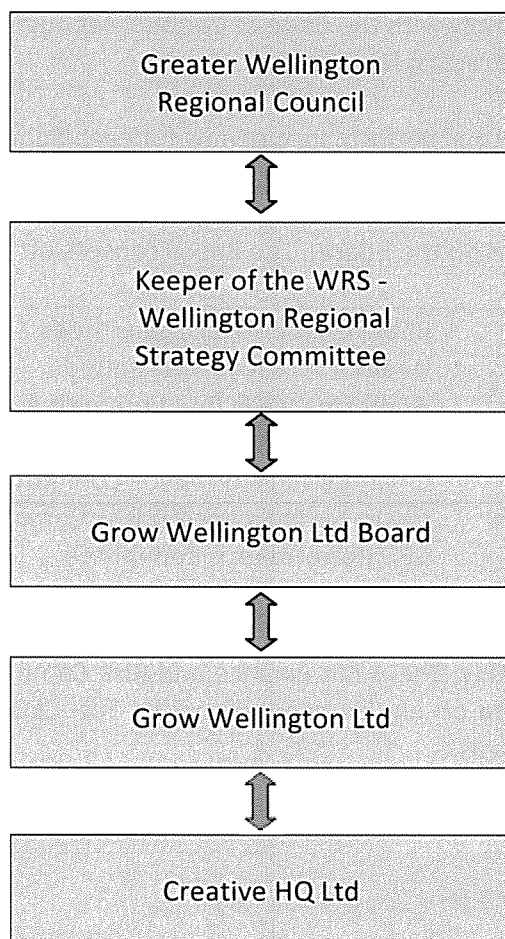 Greater Wellington
Regional Council
Keeper of the WRS -
Wellington Regional
Strategy Committee
Grow Wellington Ltd Board
Grow Wellington Ltd
Creative HQ Ltd